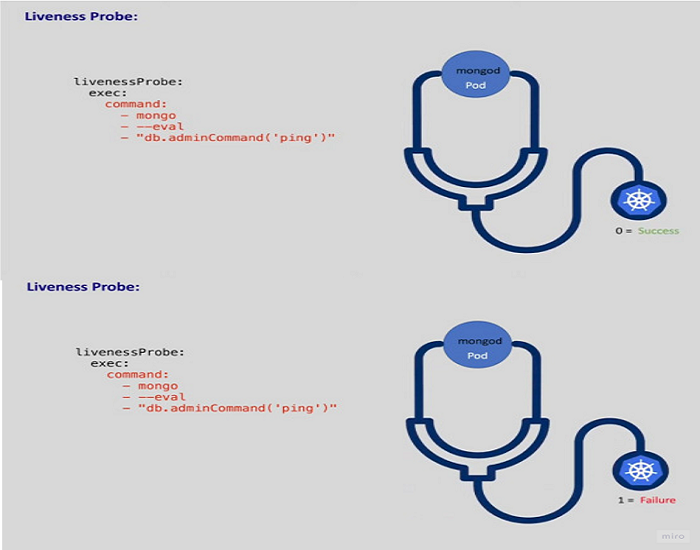 Liveness Probe:
livenessProbe:
exec:
command:
– mongo
– --eval
– "db.adminCommand('ping')"
mongod
Pod
0 = Success
Liveness Probe:
livenessProbe:
exec:
command:
– mongo
– --eval
– "db.adminCommand('ping')"
mongod
Pod
1 = Failure
miro